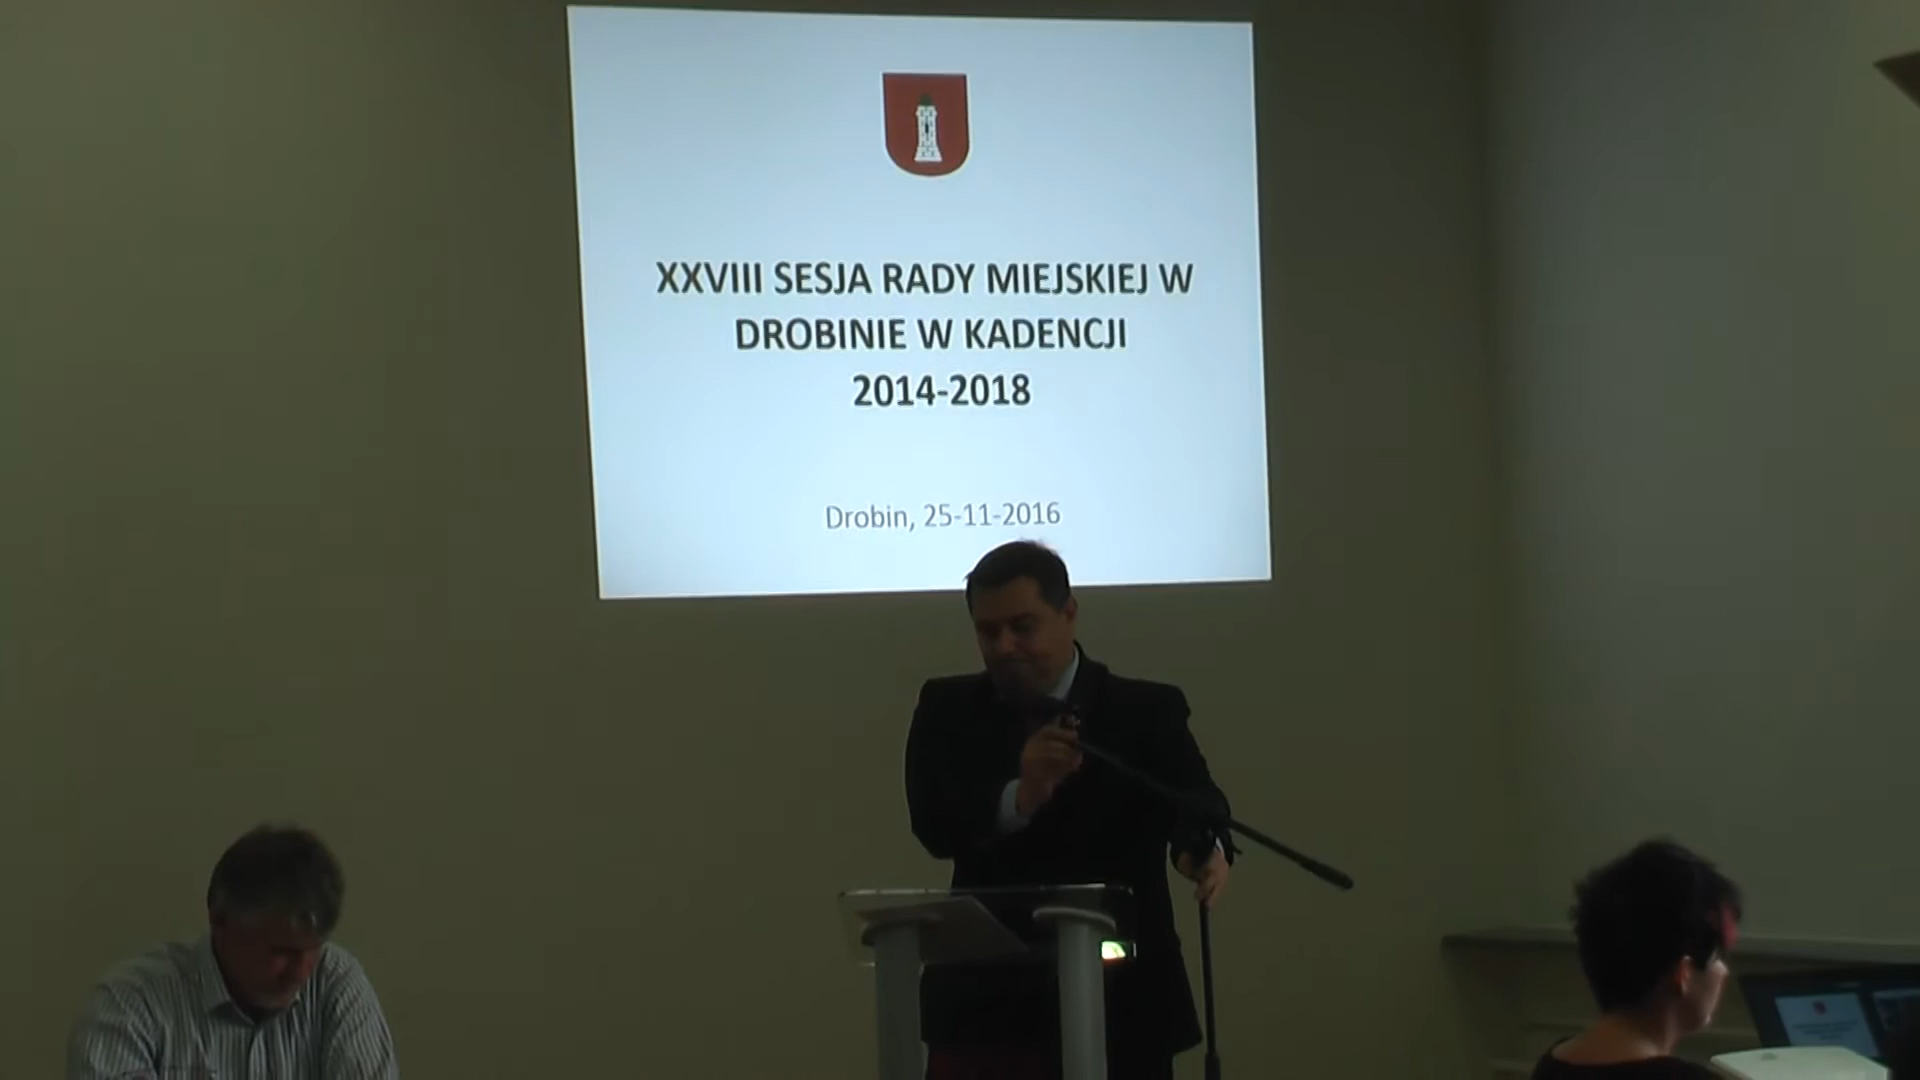 XXVIII SESJA RADY MIEJSKIEJ W
DROBINIE W KADENCJI
2014-2018
Drobin, 25-11-2016